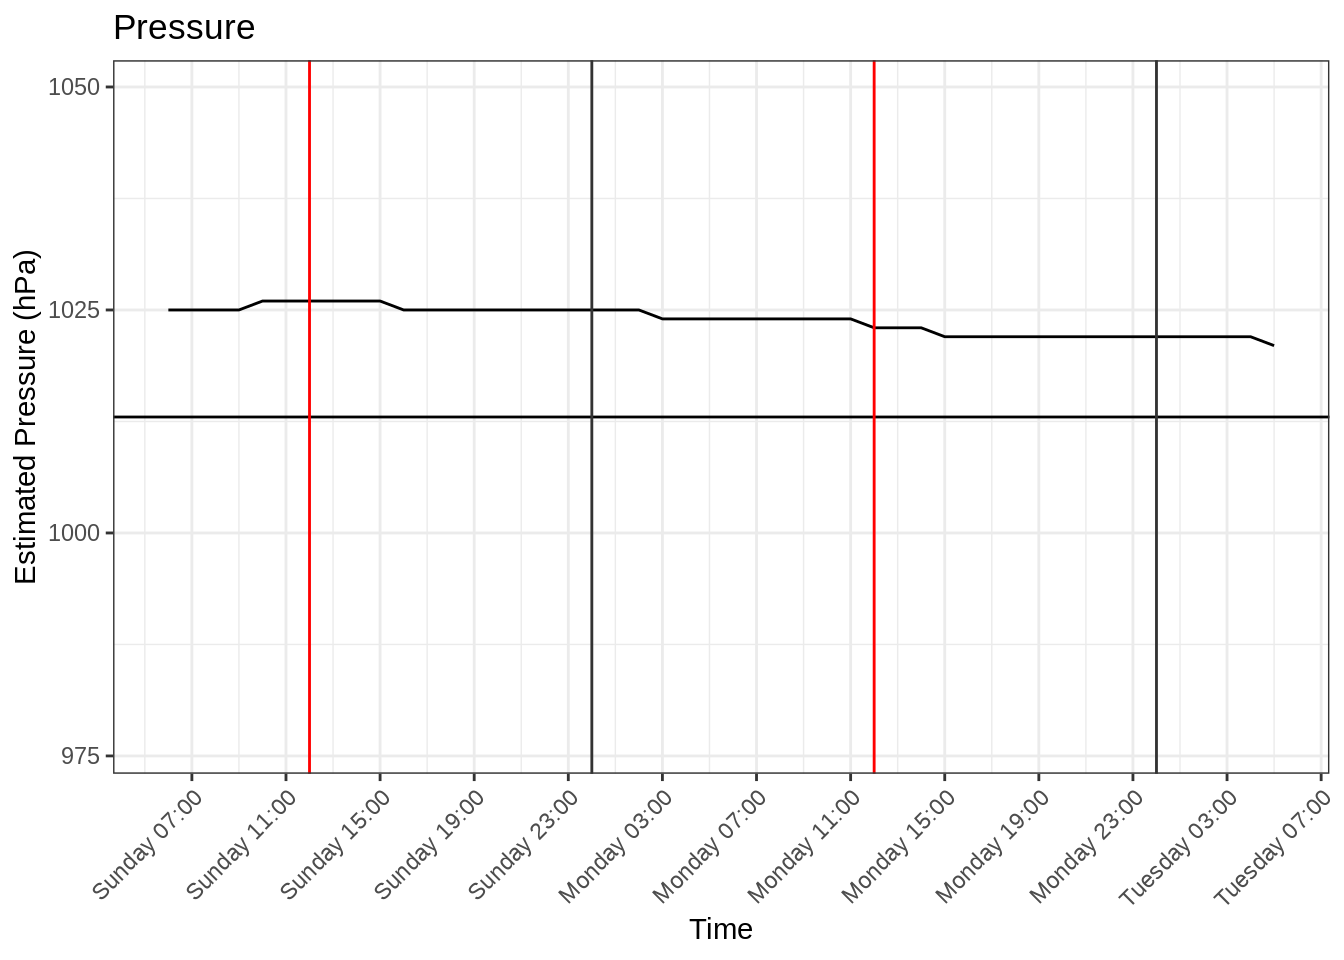 Pressure
Estimated Pressure (hPa)
1050
1025
1000
975
Sunday 07:00
Sunday 11:00
Sunday 15:00
Sunday 19:00
Sunday 23:00
Monday 03:00
Monday 07:00
Monday 11:00
Monday 15:00
Monday 19:00
Monday 23:00
Tuesday 03:00
Tuesday 07:00
Time